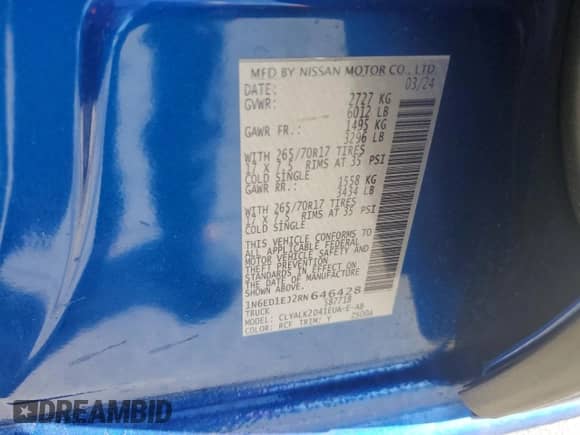 MFD BY NISSAN MOTOR CO., LTD.
DATE: 03/24
GVWR: 2727 KG
6012 LB
GAWR FR.: 1495 KG
3296 LB
WITH 265/70R17 TIRES
17 X 7.5 RIMS AT 35 PSI
COLD SINGLE
GAWR RR.: 1558 KG
3434 LB
WITH 265/70R17 TIRES
17 X 7.5 RIMS AT 35 PSI
COLD SINGLE
THIS VEHICLE CONFORMS TO
ALL APPLICABLE FEDERAL
MOTOR VEHICLE SAFETY AND
THEFT PREVENTION
STANDARDS IN EFFECT ON
THE DATE OF MANUFACTURE
SHOWN ABOVE.
1N6ED1EJ2RN646428
TRUCK 587718
MODEL: CLYALK2D41EUA-E-AB
COLOR: RCF TRIM: Y 2500A
DREAMBID